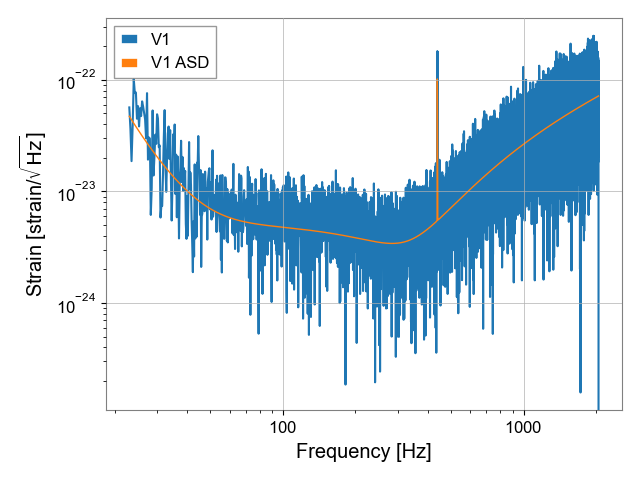 V1
V1 ASD
10⁻²²
10⁻²³
10⁻²⁴
Strain [strain/√Hz]
100
1000
Frequency [Hz]